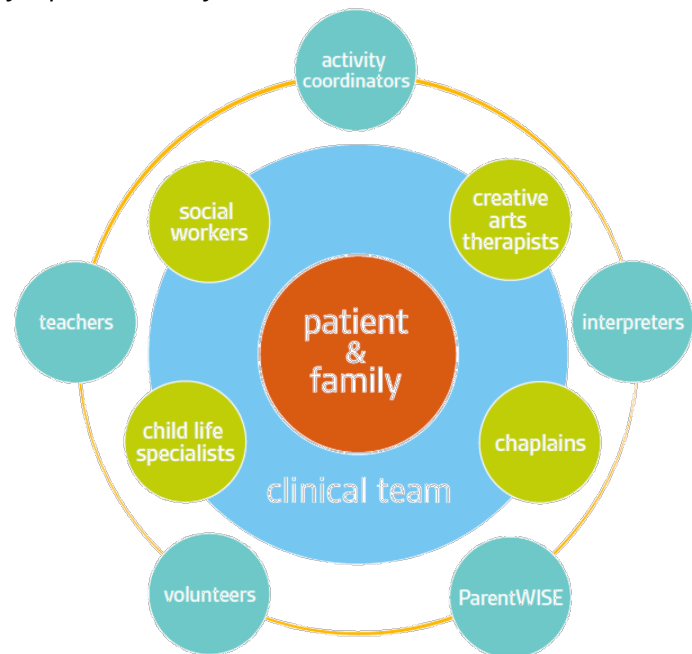 activity
coordinators
social
workers
creative
arts
therapists
teachers
patient
&
family
interpreters
child life
specialists
chaplains
clinical team
volunteers
ParentWISE